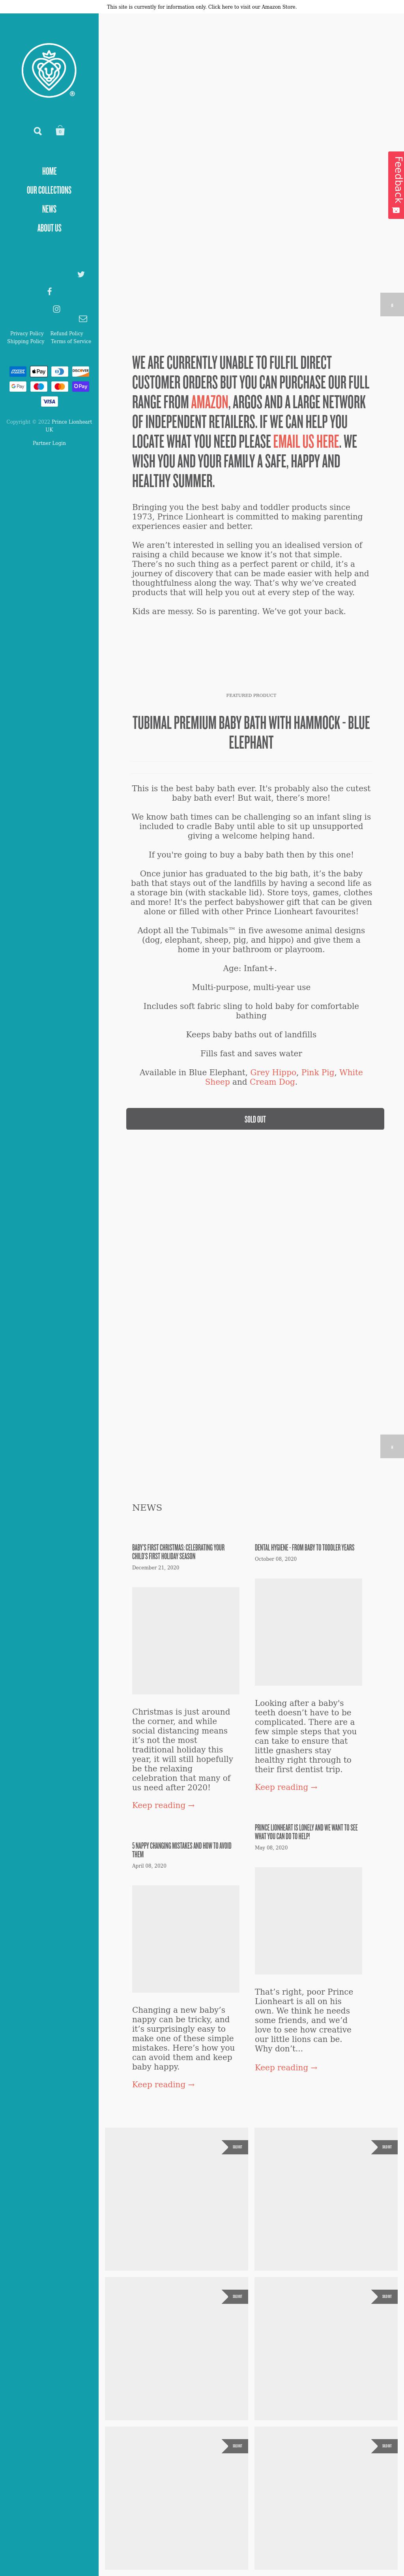 This site is currently for information only. Click here to visit our Amazon Store.
®
0
HOME
OUR COLLECTIONS
NEWS
ABOUT US
Privacy Policy Refund Policy
Shipping Policy Terms of Service
AMERICAN EXPRESS
Pay
G Pay
Pay
VISA
Copyright © 2022 Prince Lionheart
UK
Partner Login
Feedback
WE ARE CURRENTLY UNABLE TO FULFIL DIRECT
CUSTOMER ORDERS BUT YOU CAN PURCHASE OUR FULL
RANGE FROM AMAZON, ARGOS AND A LARGE NETWORK
OF INDEPENDENT RETAILERS. IF WE CAN HELP YOU
LOCATE WHAT YOU NEED PLEASE EMAIL US HERE. WE
WISH YOU AND YOUR FAMILY A SAFE, HAPPY AND
HEALTHY SUMMER.
Bringing you the best baby and toddler products since
1973, Prince Lionheart is committed to making parenting
experiences easier and better.
We aren't interested in selling you an idealised version of
raising a child because we know it's not that simple.
There's no such thing as a perfect parent or child, it's a
journey of discovery that can be made easier with help and
thoughtfulness along the way. That's why we've created
products that will help you out at every step of the way.
Kids are messy. So is parenting. We've got your back.
FEATURED PRODUCT
TUBIMAL PREMIUM BABY BATH WITH HAMMOCK - BLUE
ELEPHANT
This is the best baby bath ever. It's probably also the cutest
baby bath ever! But wait, there's more!
We know bath times can be challenging so an infant sling is
included to cradle Baby until able to sit up unsupported
giving a welcome helping hand.
If you're going to buy a baby bath then by this one!
Once junior has graduated to the big bath, it's the baby
bath that stays out of the landfills by having a second life as
a storage bin (with stackable lid). Store toys, games, clothes
and more! It's the perfect babyshower gift that can be given
alone or filled with other Prince Lionheart favourites!
Adopt all the Tubimals™ in five awesome animal designs
(dog, elephant, sheep, pig, and hippo) and give them a
home in your bathroom or playroom.
Age: Infant+.
Multi-purpose, multi-year use
Includes soft fabric sling to hold baby for comfortable
bathing
Keeps baby baths out of landfills
Fills fast and saves water
Available in Blue Elephant, Grey Hippo, Pink Pig, White
Sheep and Cream Dog.
SOLD OUT
NEWS
BABY'S FIRST CHRISTMAS: CELEBRATING YOUR
CHILD'S FIRST HOLIDAY SEASON
December 21, 2020
Christmas is just around
the corner, and while
social distancing means
it's not the most
traditional holiday this
year, it will still hopefully
be the relaxing
celebration that many of
us need after 2020!
Keep reading →
DENTAL HYGIENE - FROM BABY TO TODDLER YEARS
October 08, 2020
Looking after a baby's
teeth doesn't have to be
complicated. There are a
few simple steps that you
can take to ensure that
little gnashers stay
healthy right through to
their first dentist trip.
Keep reading →
5 NAPPY CHANGING MISTAKES AND HOW TO AVOID
THEM
April 08, 2020
Changing a new baby's
nappy can be tricky, and
it's surprisingly easy to
make one of these simple
mistakes. Here's how you
can avoid them and keep
baby happy.
Keep reading →
PRINCE LIONHEART IS LONELY AND WE WANT TO SEE
WHAT YOU CAN DO TO HELP!
May 08, 2020
That's right, poor Prince
Lionheart is all on his
own. We think he needs
some friends, and we'd
love to see how creative
our little lions can be.
Why don't...
Keep reading →
SOLD OUT
SOLD OUT
SOLD OUT
SOLD OUT
SOLD OUT
SOLD OUT